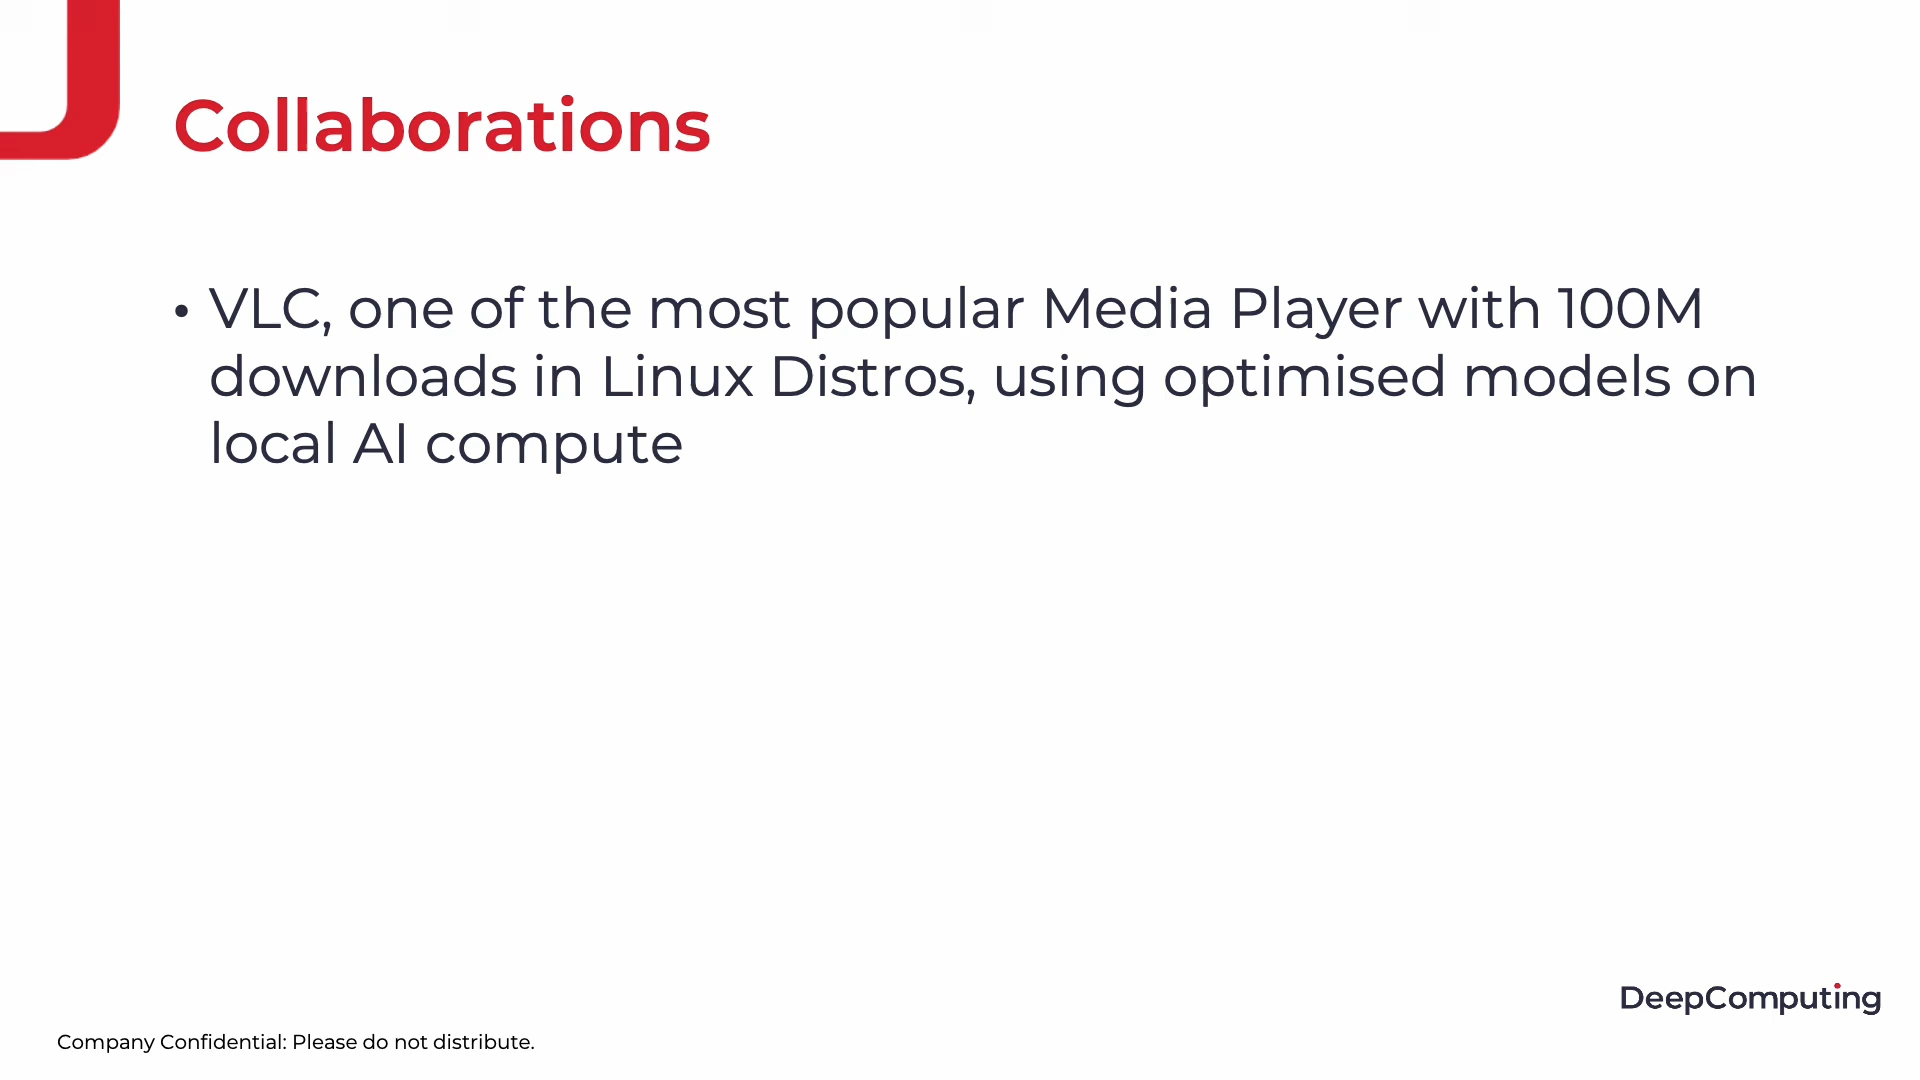 Collaborations
• VLC, one of the most popular Media Player with 100M
downloads in Linux Distros, using optimised models on
local AI compute
DeepComputing
Company Confidential: Please do not distribute.